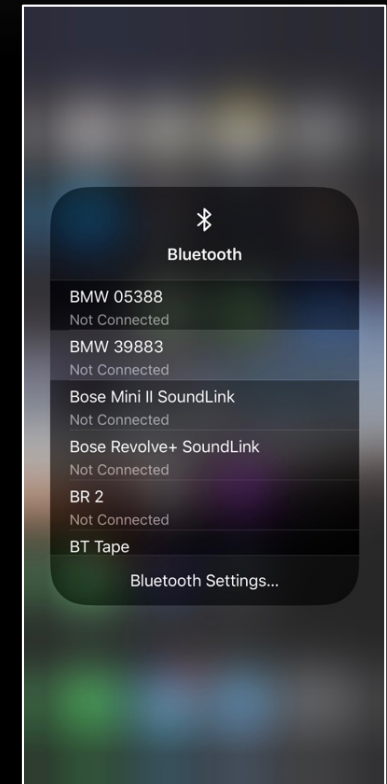 Bluetooth
BMW 05388
Not Connected
BMW 39883
Not Connected
Bose Mini II SoundLink
Not Connected
Bose Revolve+ SoundLink
Not Connected
BR 2
Not Connected
BT Tape
Bluetooth Settings...